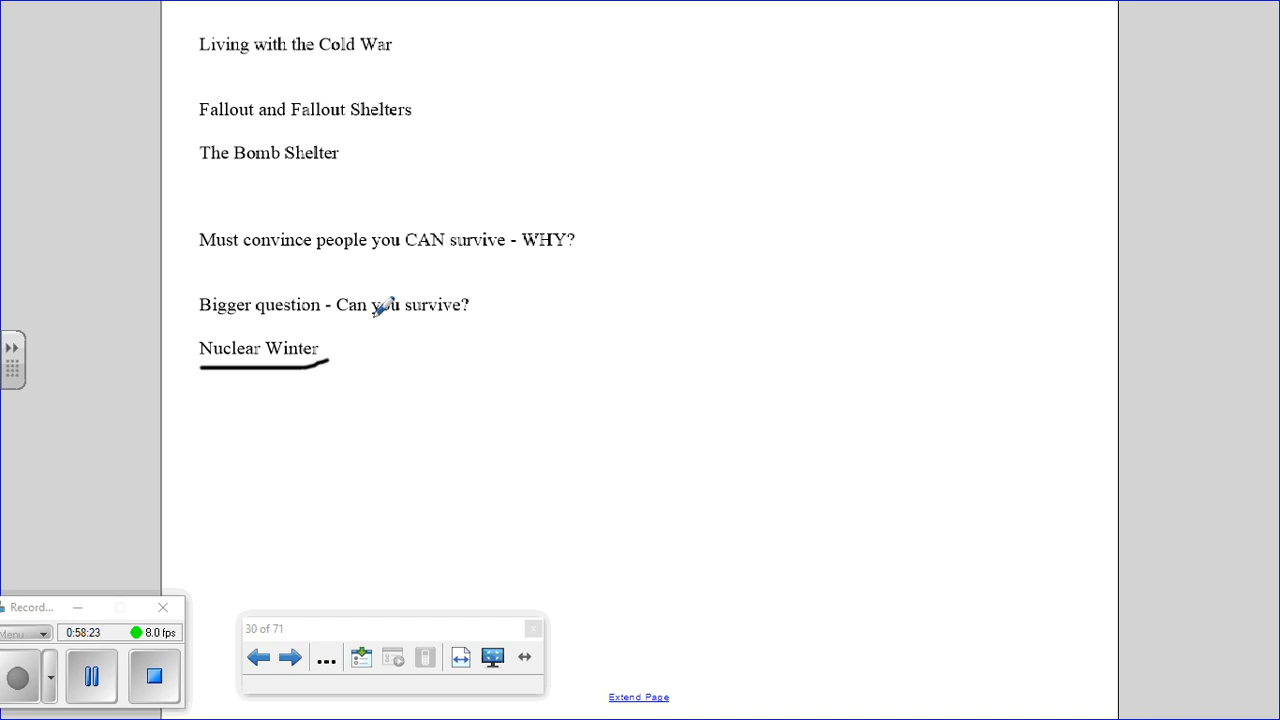 Living with the Cold War
Fallout and Fallout Shelters
The Bomb Shelter
Must convince people you CAN survive - WHY?
Bigger question - Can you survive?
Nuclear Winter
Record...
Menu
0:58:23
8.0 fps
30 of 71
Extend Page